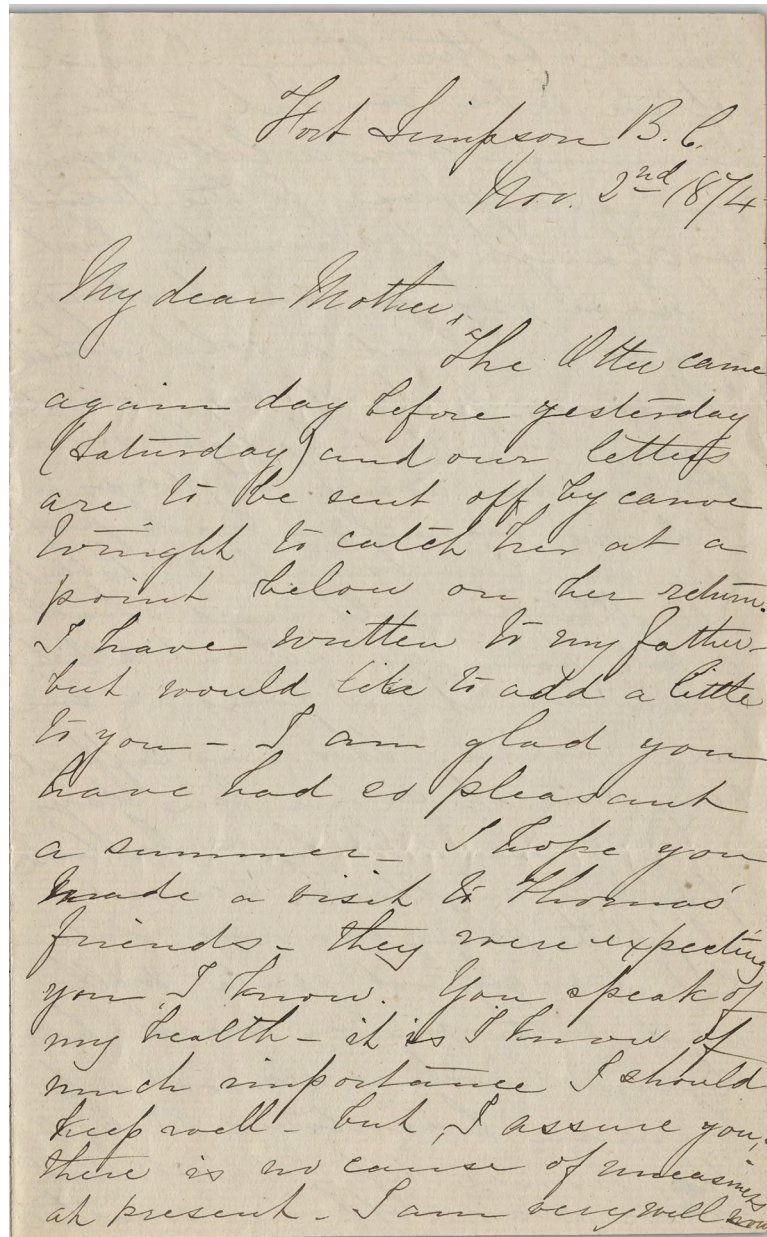 Fort Simpson B.C.
Nov. 2nd 1874
My dear Mother,
The Otter came
again day before yesterday
(Saturday) and our letters
are to be sent off by canoe
tonight to catch her at a
point below on her return.
I have written to my father -
but would like to add a little
to you - I am glad you
have had so pleasant
a summer - I hope you
made a visit to Thomas'
friends - they were expecting
you, I know. You speak of
my health - it is I know of
much importance I should
keep well - but, I assure you,
there is no cause of uneasiness
at present - I am very well now